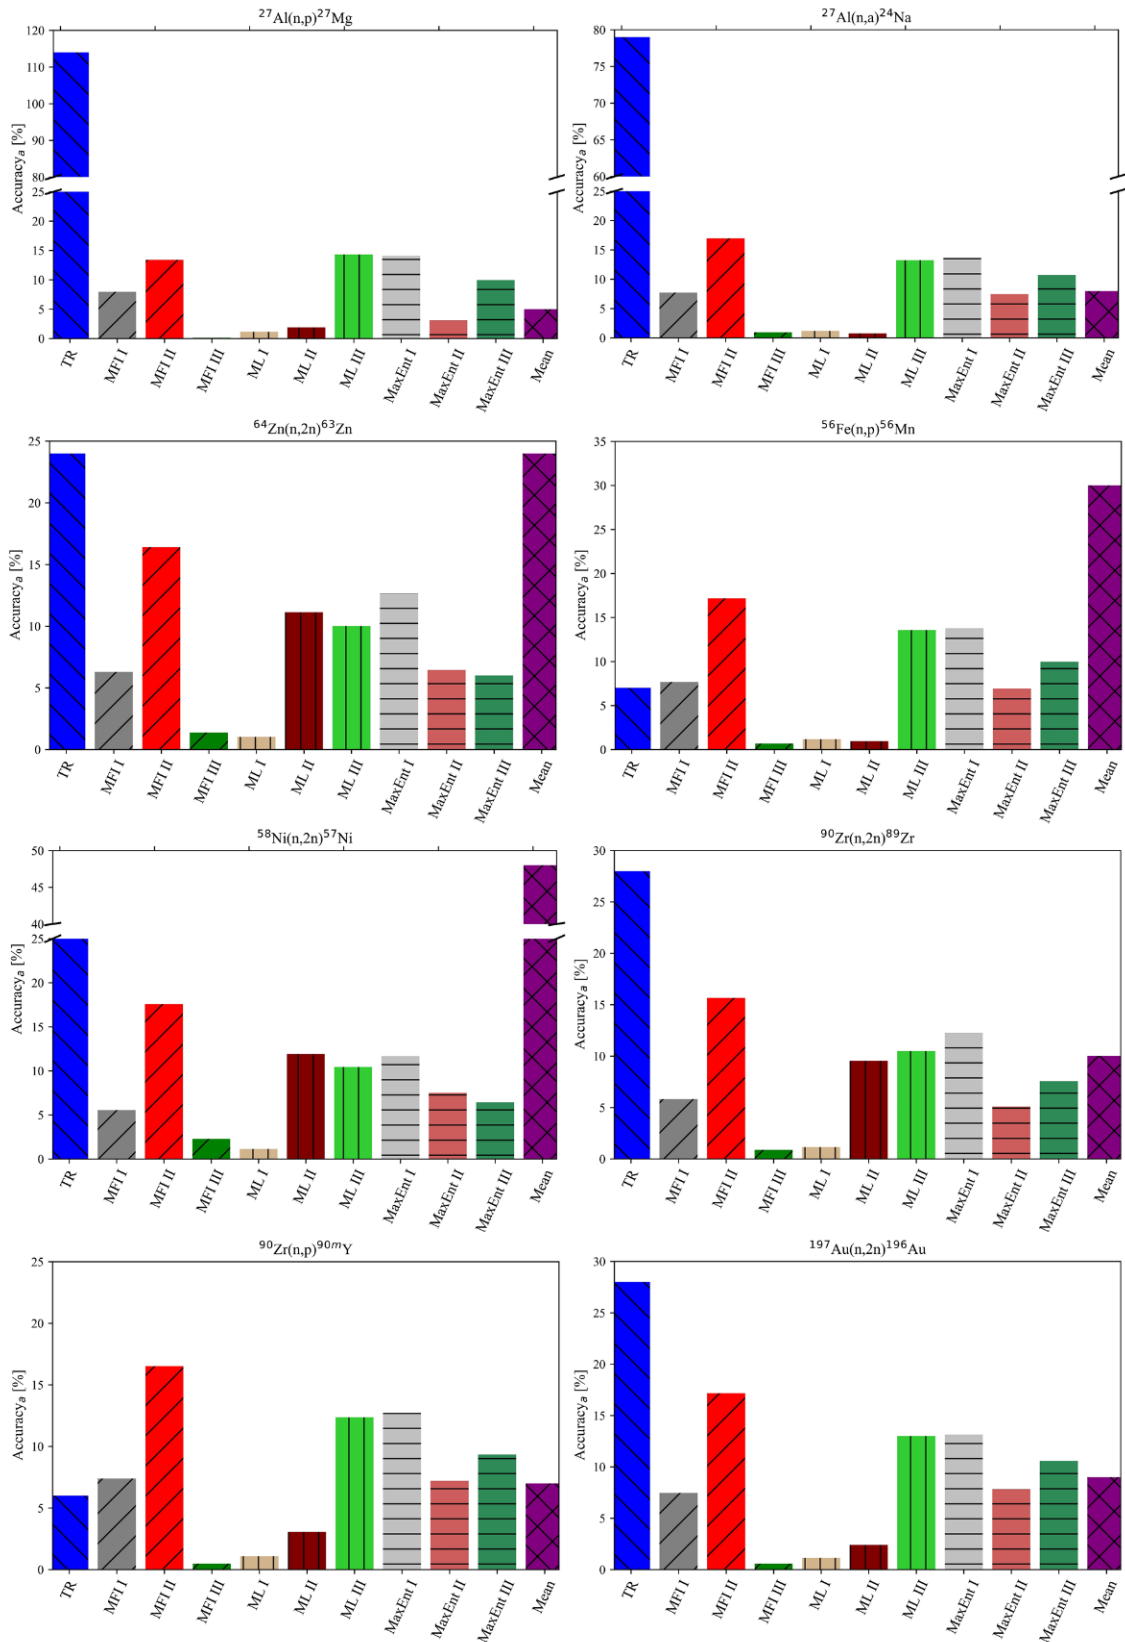 ²⁷Al(n,p)²⁷Mg
Accuracyₐ [%]
120
110
100
90
80
25
20
15
10
5
0
TR MFI I MFI II MFI III ML I ML II ML III MaxEnt I MaxEnt II MaxEnt III Mean
²⁷Al(n,a)²⁴Na
Accuracyₐ [%]
80
75
70
65
60
25
20
15
10
5
0
TR MFI I MFI II MFI III ML I ML II ML III MaxEnt I MaxEnt II MaxEnt III Mean
⁶⁴Zn(n,2n)⁶³Zn
Accuracyₐ [%]
25
20
15
10
5
0
TR MFI I MFI II MFI III ML I ML II ML III MaxEnt I MaxEnt II MaxEnt III Mean
⁵⁶Fe(n,p)⁵⁶Mn
Accuracyₐ [%]
35
30
25
20
15
10
5
0
TR MFI I MFI II MFI III ML I ML II ML III MaxEnt I MaxEnt II MaxEnt III Mean
⁵⁸Ni(n,2n)⁵⁷Ni
Accuracyₐ [%]
50
45
40
25
20
15
10
5
0
TR MFI I MFI II MFI III ML I ML II ML III MaxEnt I MaxEnt II MaxEnt III Mean
⁹⁰Zr(n,2n)⁸⁹Zr
Accuracyₐ [%]
30
25
20
15
10
5
0
TR MFI I MFI II MFI III ML I ML II ML III MaxEnt I MaxEnt II MaxEnt III Mean
⁹⁰Zr(n,p)⁹⁰ᵐY
Accuracyₐ [%]
25
20
15
10
5
0
TR MFI I MFI II MFI III ML I ML II ML III MaxEnt I MaxEnt II MaxEnt III Mean
¹⁹⁷Au(n,2n)¹⁹⁶Au
Accuracyₐ [%]
30
25
20
15
10
5
0
TR MFI I MFI II MFI III ML I ML II ML III MaxEnt I MaxEnt II MaxEnt III Mean